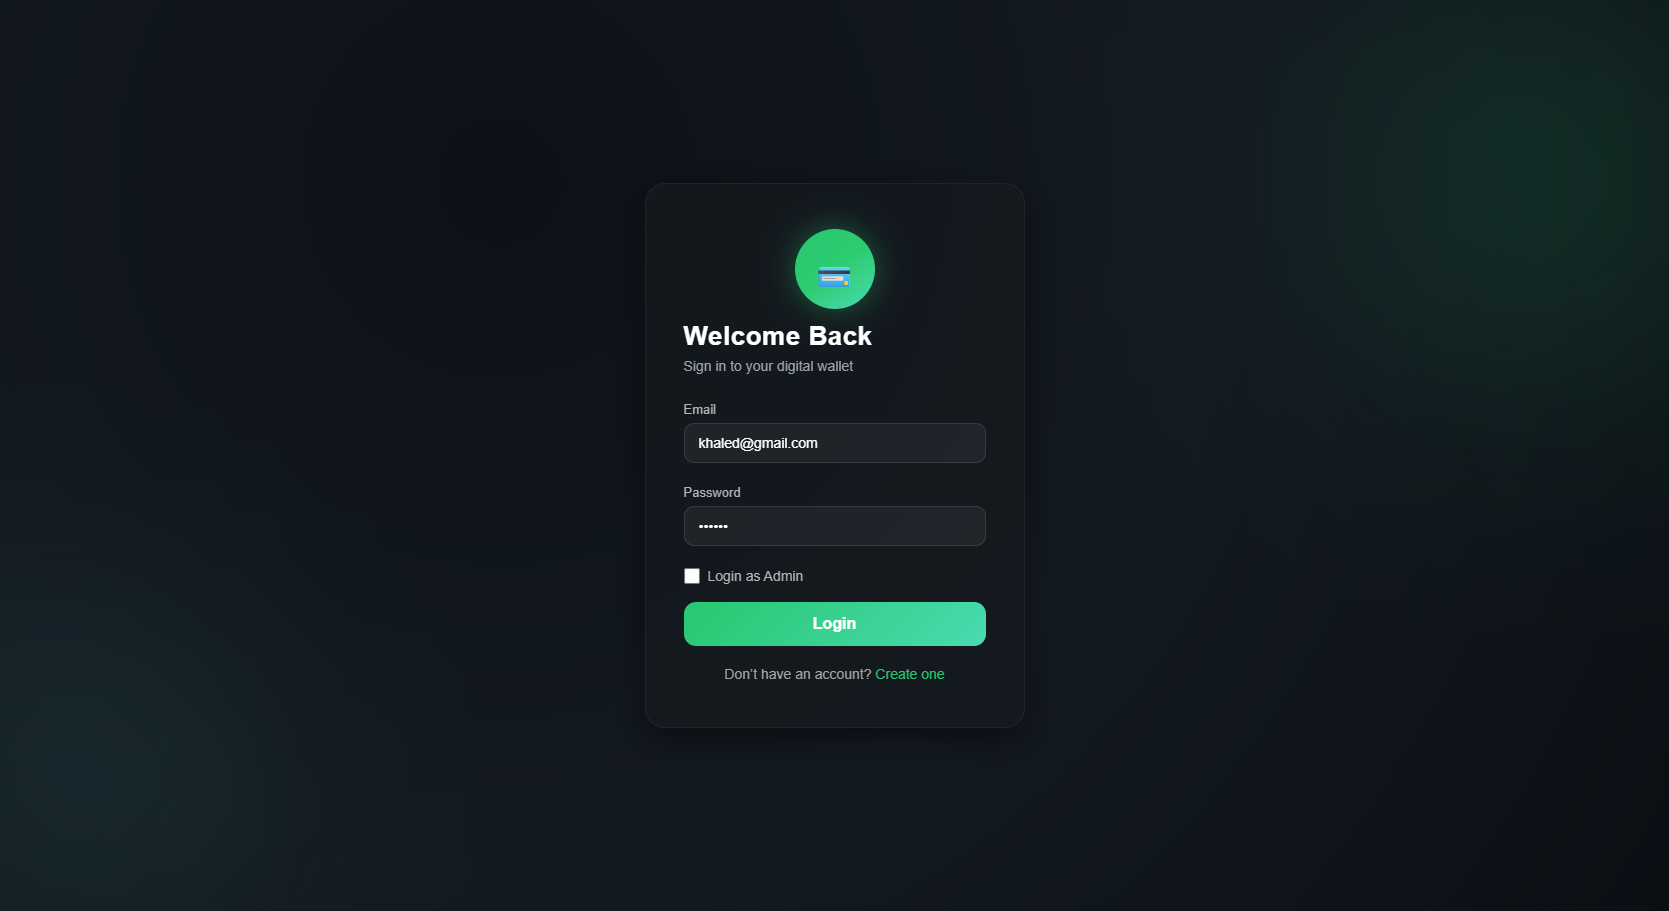 Welcome Back
Sign in to your digital wallet
Email
khaled@gmail.com
Password
••••••
Login as Admin
Login
Don't have an account? Create one